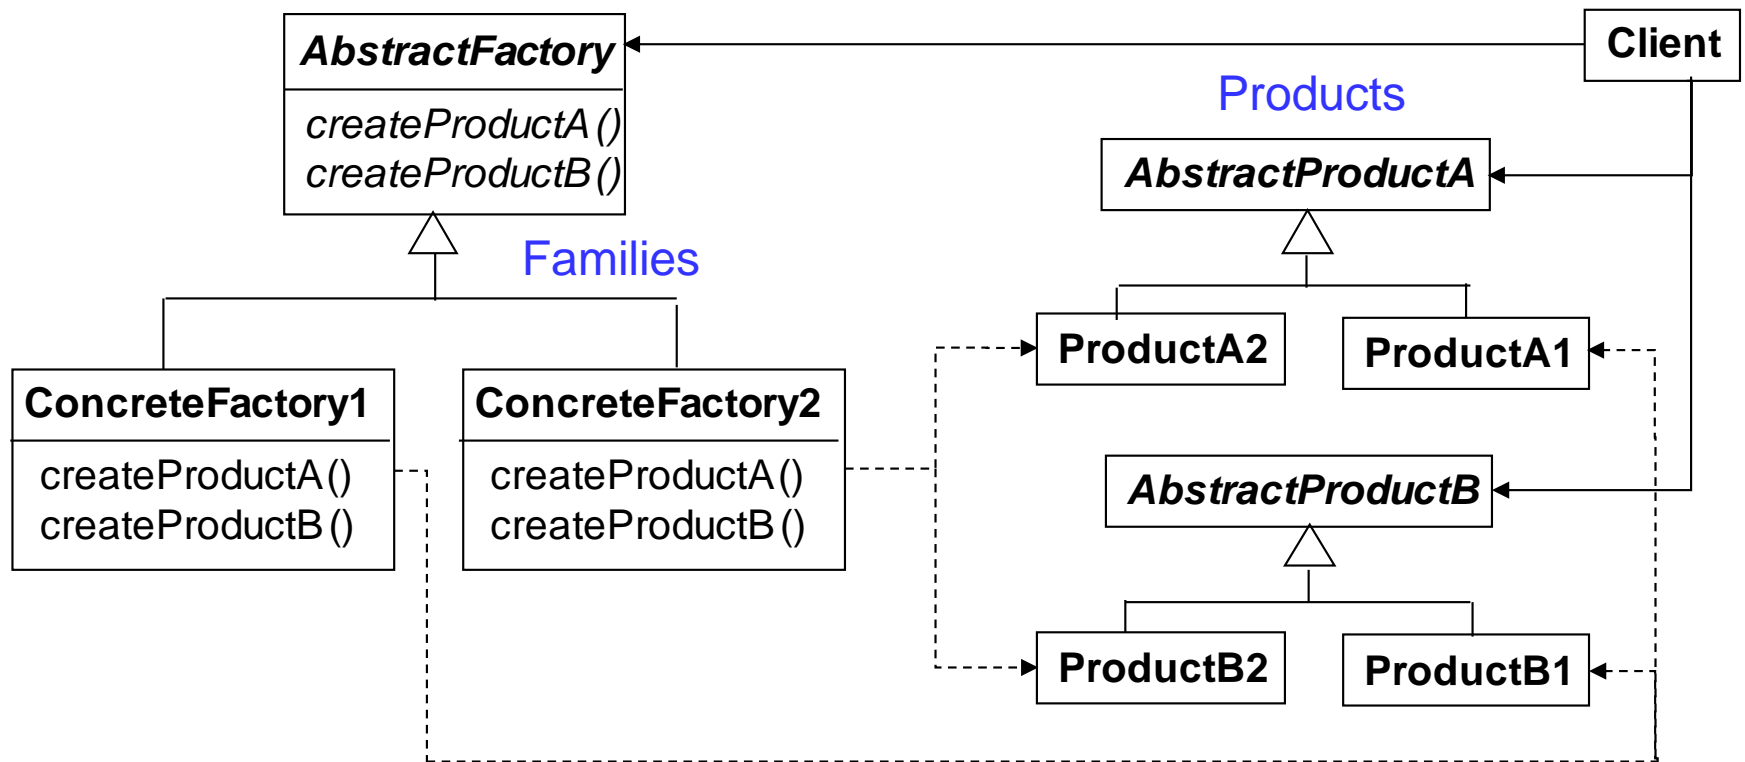 AbstractFactory
createProductA()
createProductB()
Client
Products
AbstractProductA
Families
ProductA2
ProductA1
ConcreteFactory1
createProductA()
createProductB()
ConcreteFactory2
createProductA()
createProductB()
AbstractProductB
ProductB2
ProductB1